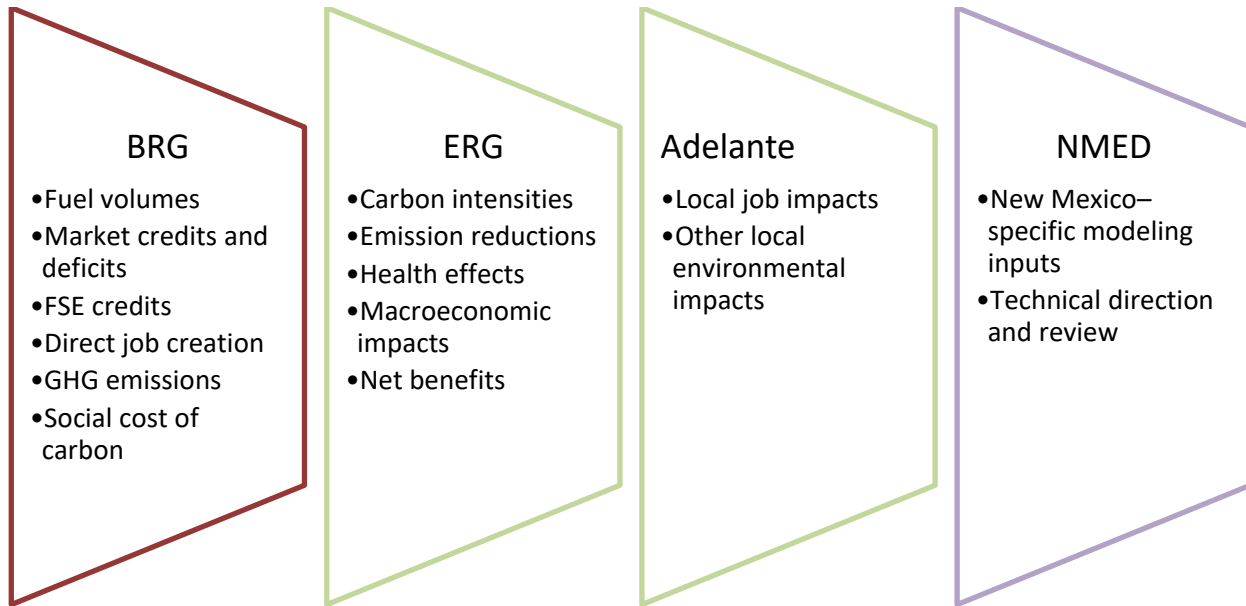 BRG
•Fuel volumes
•Market credits and
deficits
•FSE credits
•Direct job creation
•GHG emissions
•Social cost of
carbon
ERG
•Carbon intensities
•Emission reductions
•Health effects
•Macroeconomic
impacts
•Net benefits
Adelante
•Local job impacts
•Other local
environmental
impacts
NMED
•New Mexico–
specific modeling
inputs
•Technical direction
and review